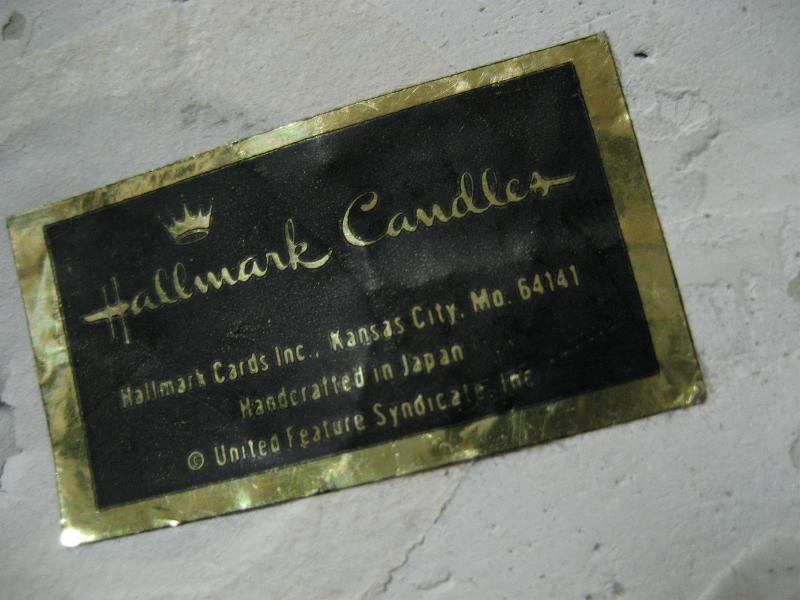 Hallmark Candles
Hallmark Cards Inc., Kansas City, Mo. 64141
Handcrafted in Japan
© United Feature Syndicate, Inc